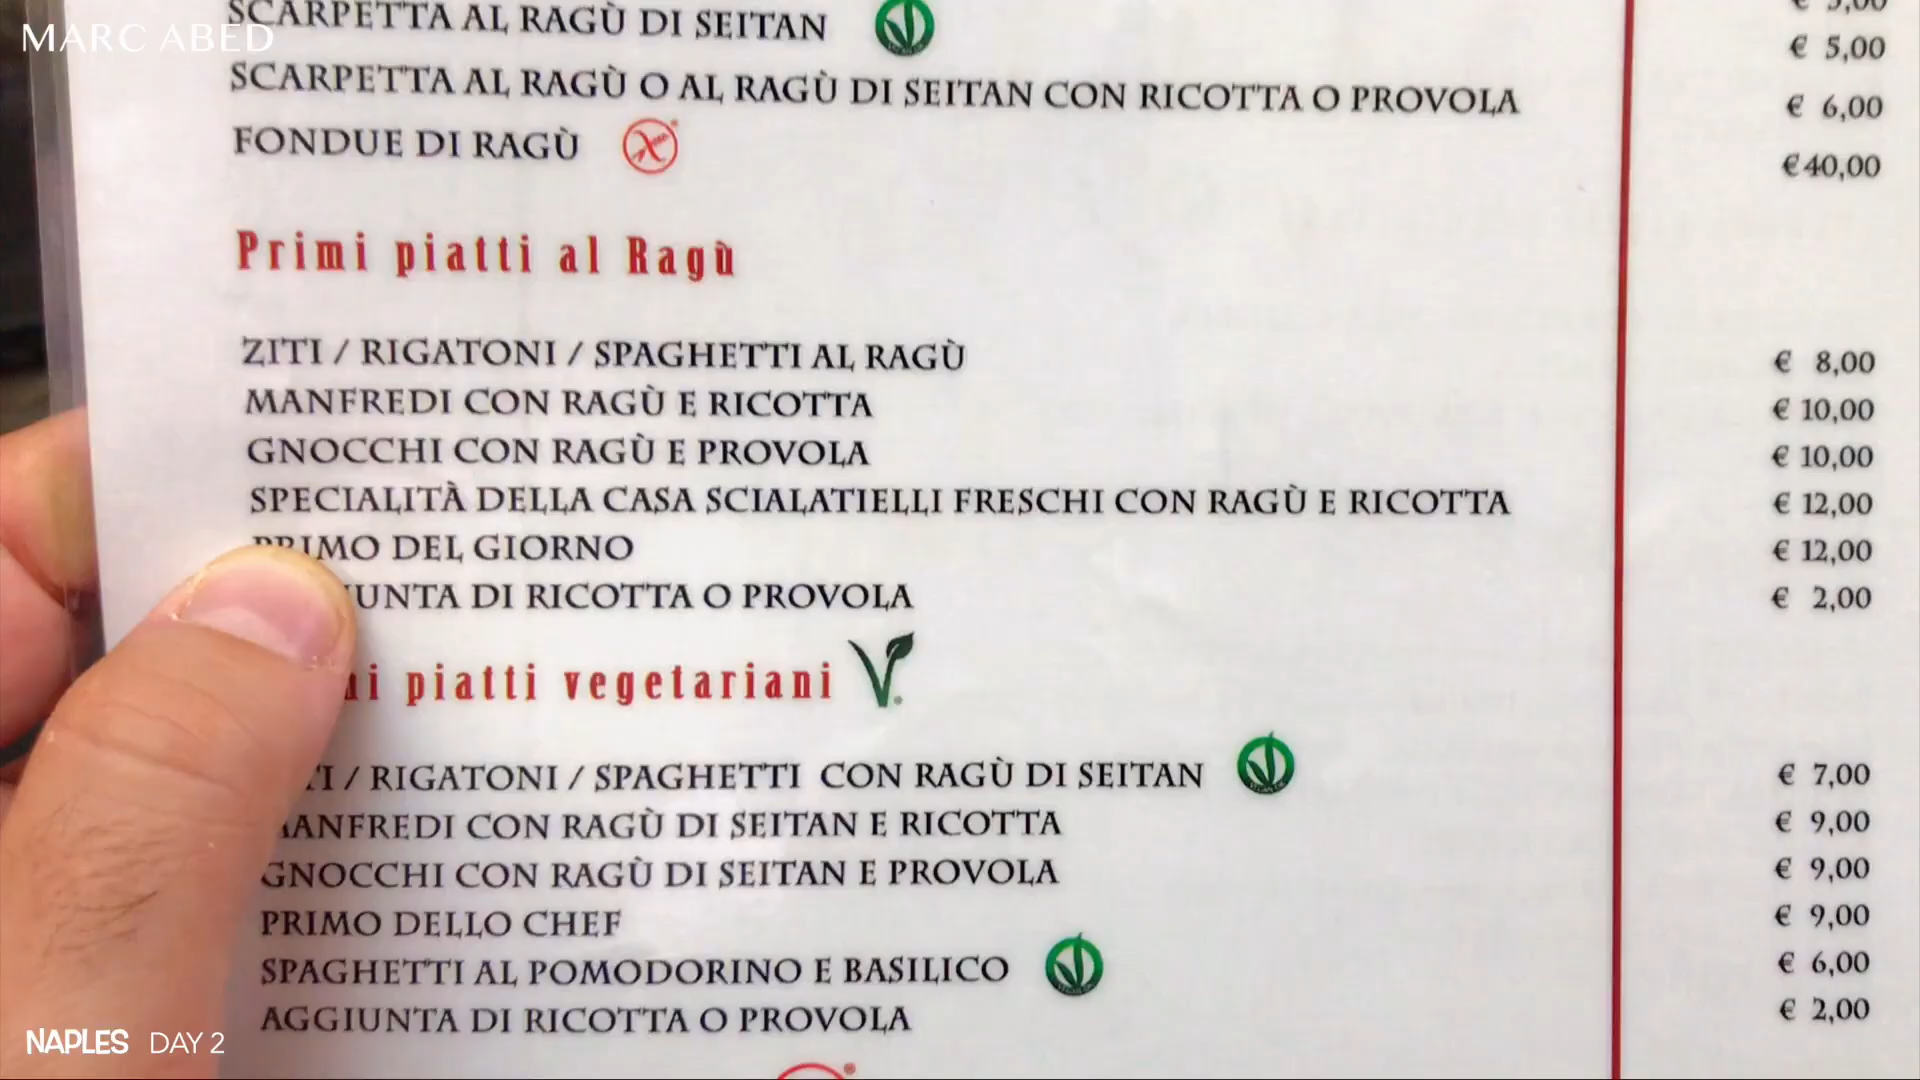 MARC ABED
SCARPETTA AL RAGÙ DI SEITAN € 5,00
SCARPETTA AL RAGÙ O AL RAGÙ DI SEITAN CON RICOTTA O PROVOLA € 6,00
FONDUE DI RAGÙ € 40,00
Primi piatti al Ragù
ZITI / RIGATONI / SPAGHETTI AL RAGÙ € 8,00
MANFREDI CON RAGÙ E RICOTTA € 10,00
GNOCCHI CON RAGÙ E PROVOLA € 10,00
SPECIALITÀ DELLA CASA SCIALATIELLI FRESCHI CON RAGÙ E RICOTTA € 12,00
PRIMO DEL GIORNO € 12,00
DI RICOTTA O PROVOLA € 2,00
piatti vegetariani
/ RIGATONI / SPAGHETTI CON RAGÙ DI SEITAN € 7,00
MANFREDI CON RAGÙ DI SEITAN E RICOTTA € 9,00
GNOCCHI CON RAGÙ DI SEITAN E PROVOLA € 9,00
PRIMO DELLO CHEF € 9,00
SPAGHETTI AL POMODORINO E BASILICO € 6,00
AGGIUNTA DI RICOTTA O PROVOLA € 2,00
NAPLES DAY 2